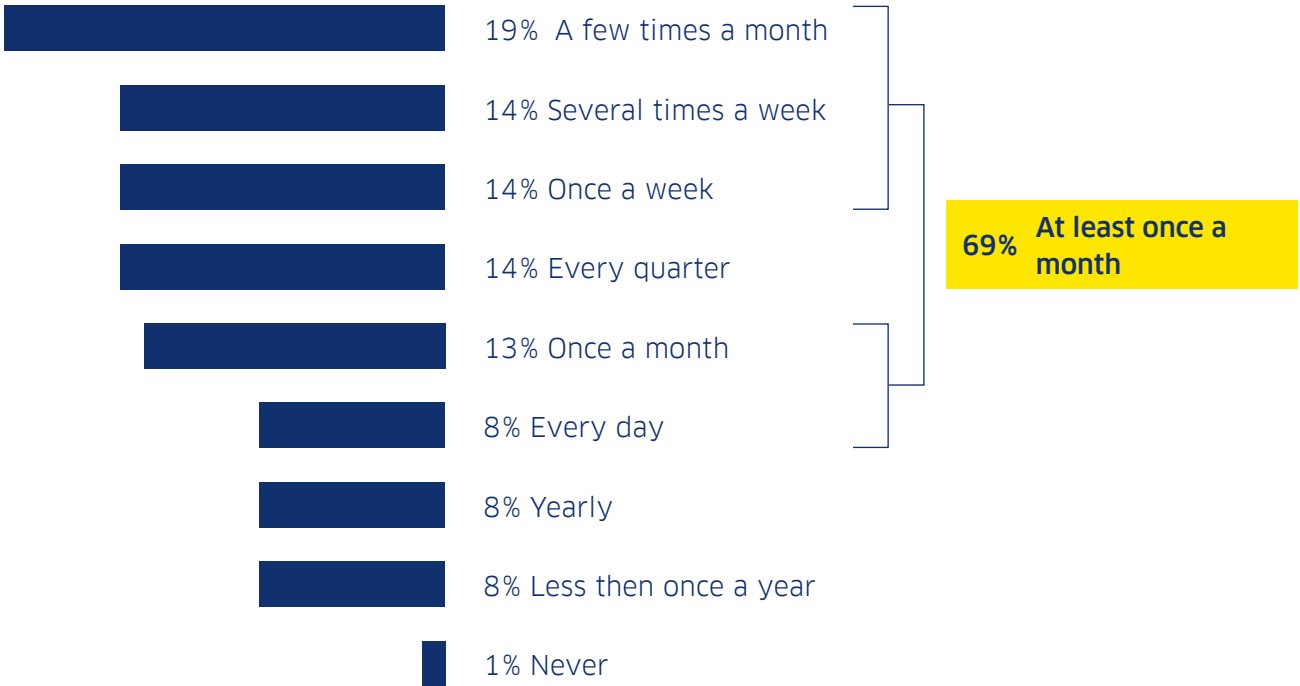 19% A few times a month
14% Several times a week
14% Once a week
14% Every quarter
13% Once a month
8% Every day
8% Yearly
8% Less then once a year
1% Never
69% At least once a
month